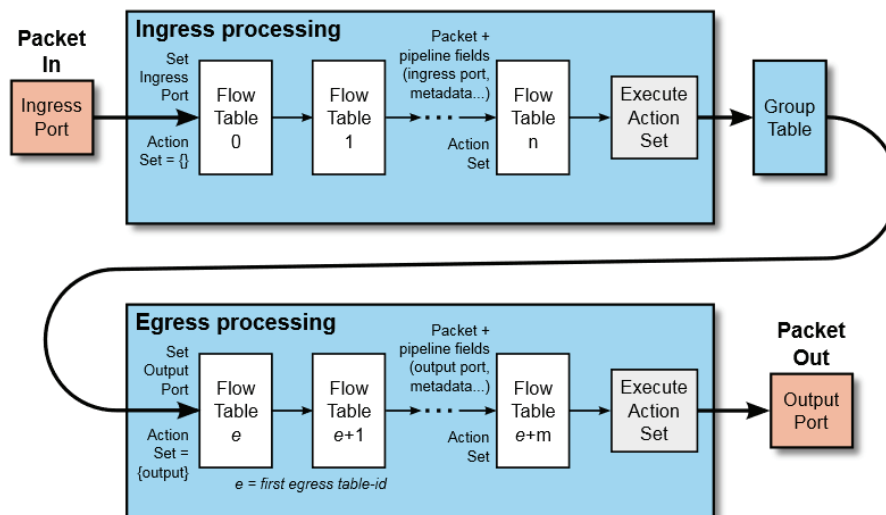 Ingress processing
Packet
In
Ingress
Port
Set
Ingress
Port
Action
Set = {}
Flow
Table
0
Flow
Table
1
Packet +
pipeline fields
(ingress port,
metadata...)
Action
Set
Flow
Table
n
Execute
Action
Set
Group
Table
Egress processing
Set
Output
Port
Action
Set =
{output}
Flow
Table
e
Flow
Table
e+1
e = first egress table-id
Packet +
pipeline fields
(output port,
metadata...)
Action
Set
Flow
Table
e+m
Execute
Action
Set
Packet
Out
Output
Port